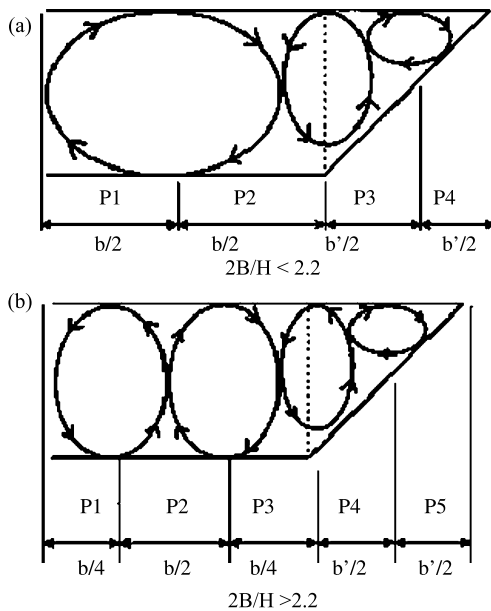 (a)
P1 P2 P3 P4
b/2 b/2 b’/2 b’/2
2B/H < 2.2
(b)
P1 P2 P3 P4 P5
b/4 b/2 b/4 b’/2 b’/2
2B/H >2.2